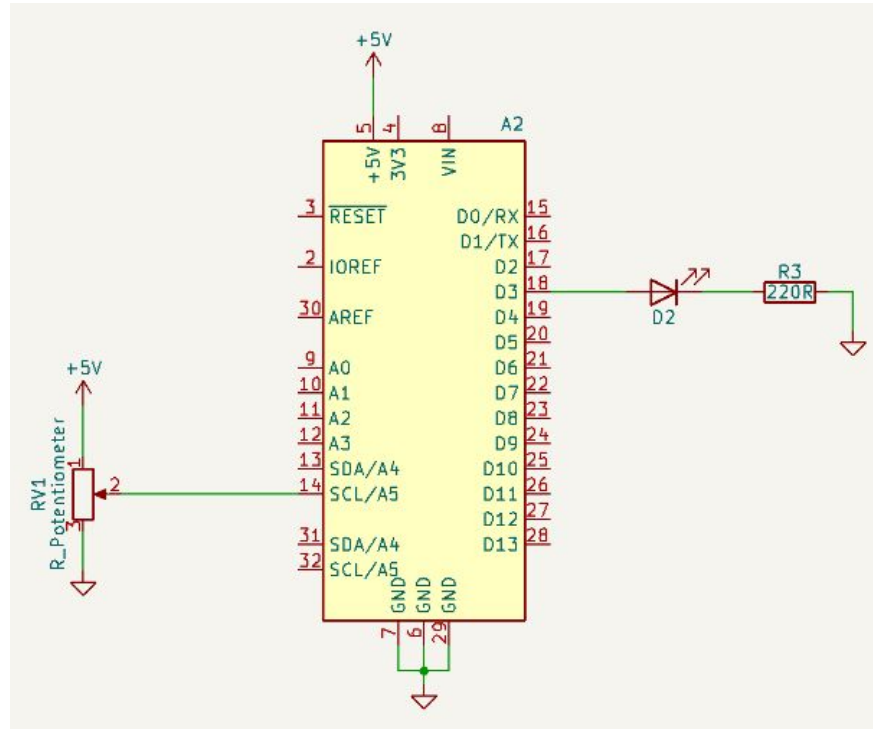 +5V
5
4
8
A2
+5V
3V3
VIN
3
RESET
D0/RX
15
D1/TX
16
2
IOREF
D2
17
D3
18
R3
220R
D2
30
AREF
D4
19
D5
20
9
A0
D6
21
10
A1
D7
22
11
A2
D8
23
12
A3
D9
24
13
SDA/A4
D10
25
14
SCL/A5
D11
26
D12
27
31
SDA/A4
D13
28
32
SCL/A5
GND
GND
GND
7
6
29
+5V
RV1
R_Potentiometer
1
2
3